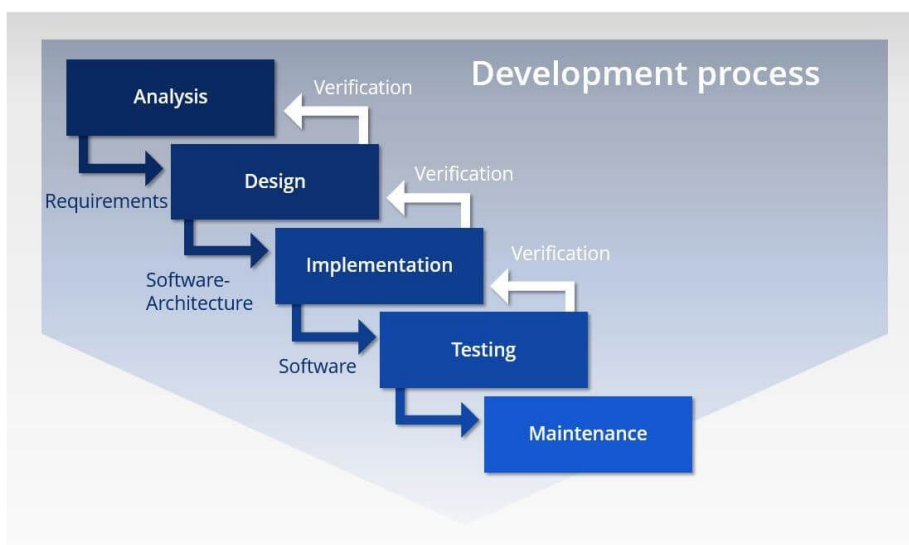 Development process
Analysis
Verification
Requirements
Design
Verification
Software-
Architecture
Implementation
Verification
Software
Testing
Maintenance